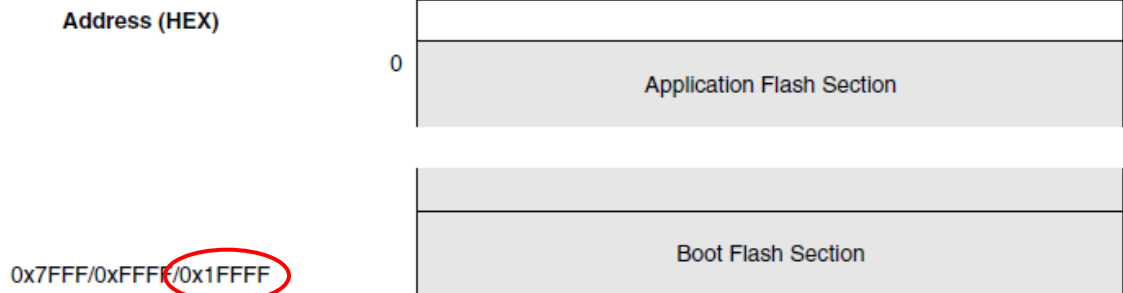 Address (HEX)
0
Application Flash Section
Boot Flash Section
0x7FFF/0xFFFF/0x1FFFF